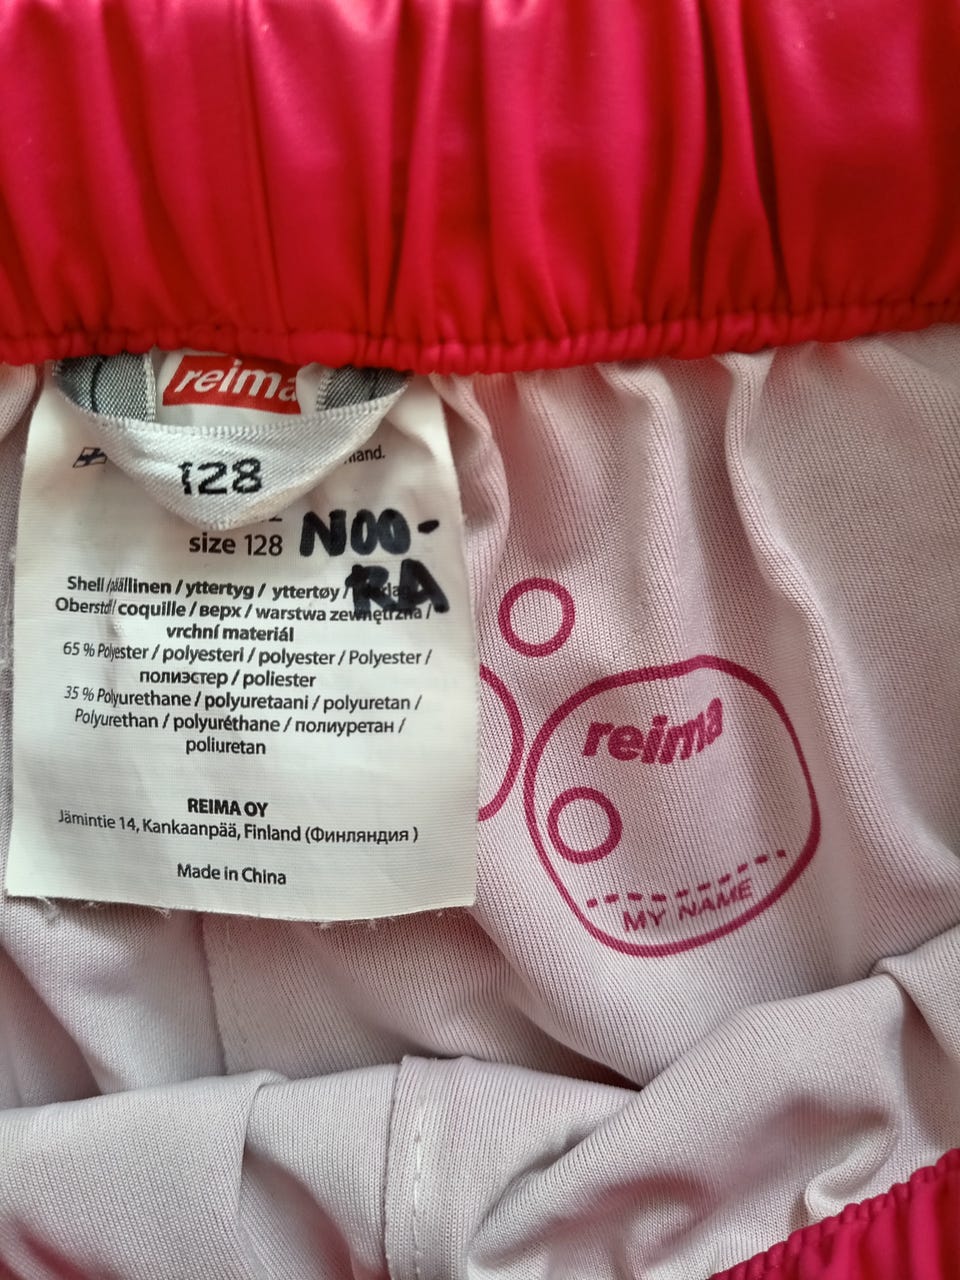 reima
128
land.
size 128 NOO-
RA
Shell / päällinen / yttertyg / yttertøy /
Oberstof / coquille / верх / warstwa zewnętrzna /
vrchní materiál
65 % Polyester / polyesteri / polyester / Polyester /
полиэстер / poliester
35 % Polyurethane / polyuretaani / polyuretan /
Polyurethan / polyuréthane / полиуретан /
poliuretan
REIMA OY
Jämintie 14, Kankaanpää, Finland (Финляндия )
Made in China
reima
MY NAME